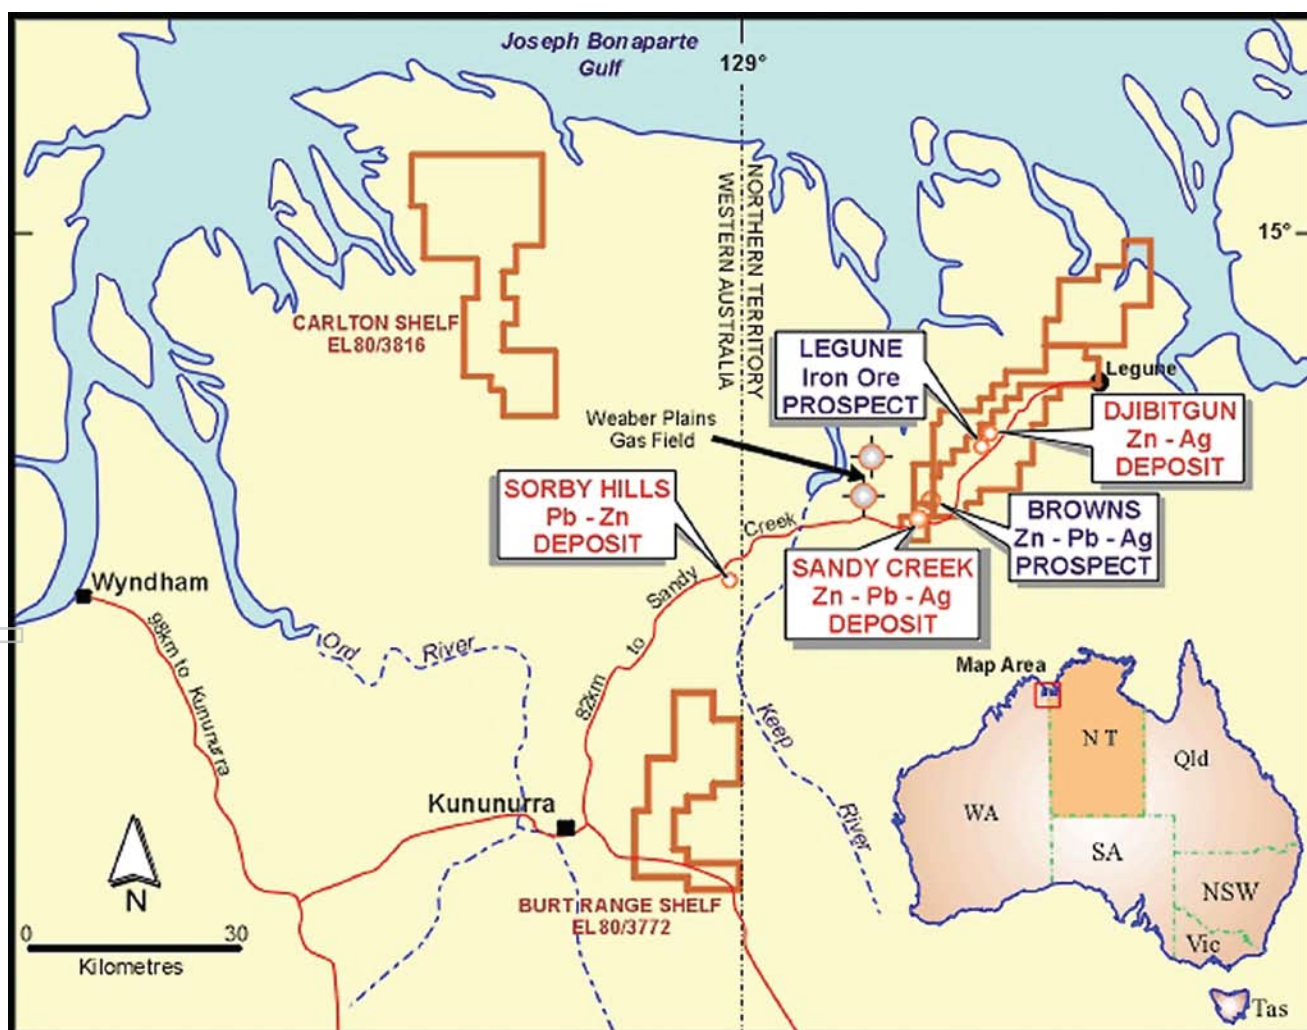 Joseph Bonaparte
Gulf
129°
NORTHERN TERRITORY
WESTERN AUSTRALIA
15°
CARLTON SHELF
EL80/3816
LEGUNE
Iron Ore
PROSPECT
Legune
Weaber Plains
Gas Field
DJIBITGUN
Zn - Ag
DEPOSIT
SORBY HILLS
Pb - Zn
DEPOSIT
BROWNS
Zn - Pb - Ag
PROSPECT
SANDY CREEK
Zn - Pb - Ag
DEPOSIT
82km to Sandy Creek
Wyndham
98km to Kununurra
Ord River
Keep River
Kununurra
BURT RANGE SHELF
EL80/3772
N
0 30
Kilometres
Map Area
NT
Qld
WA
SA
NSW
Vic
Tas